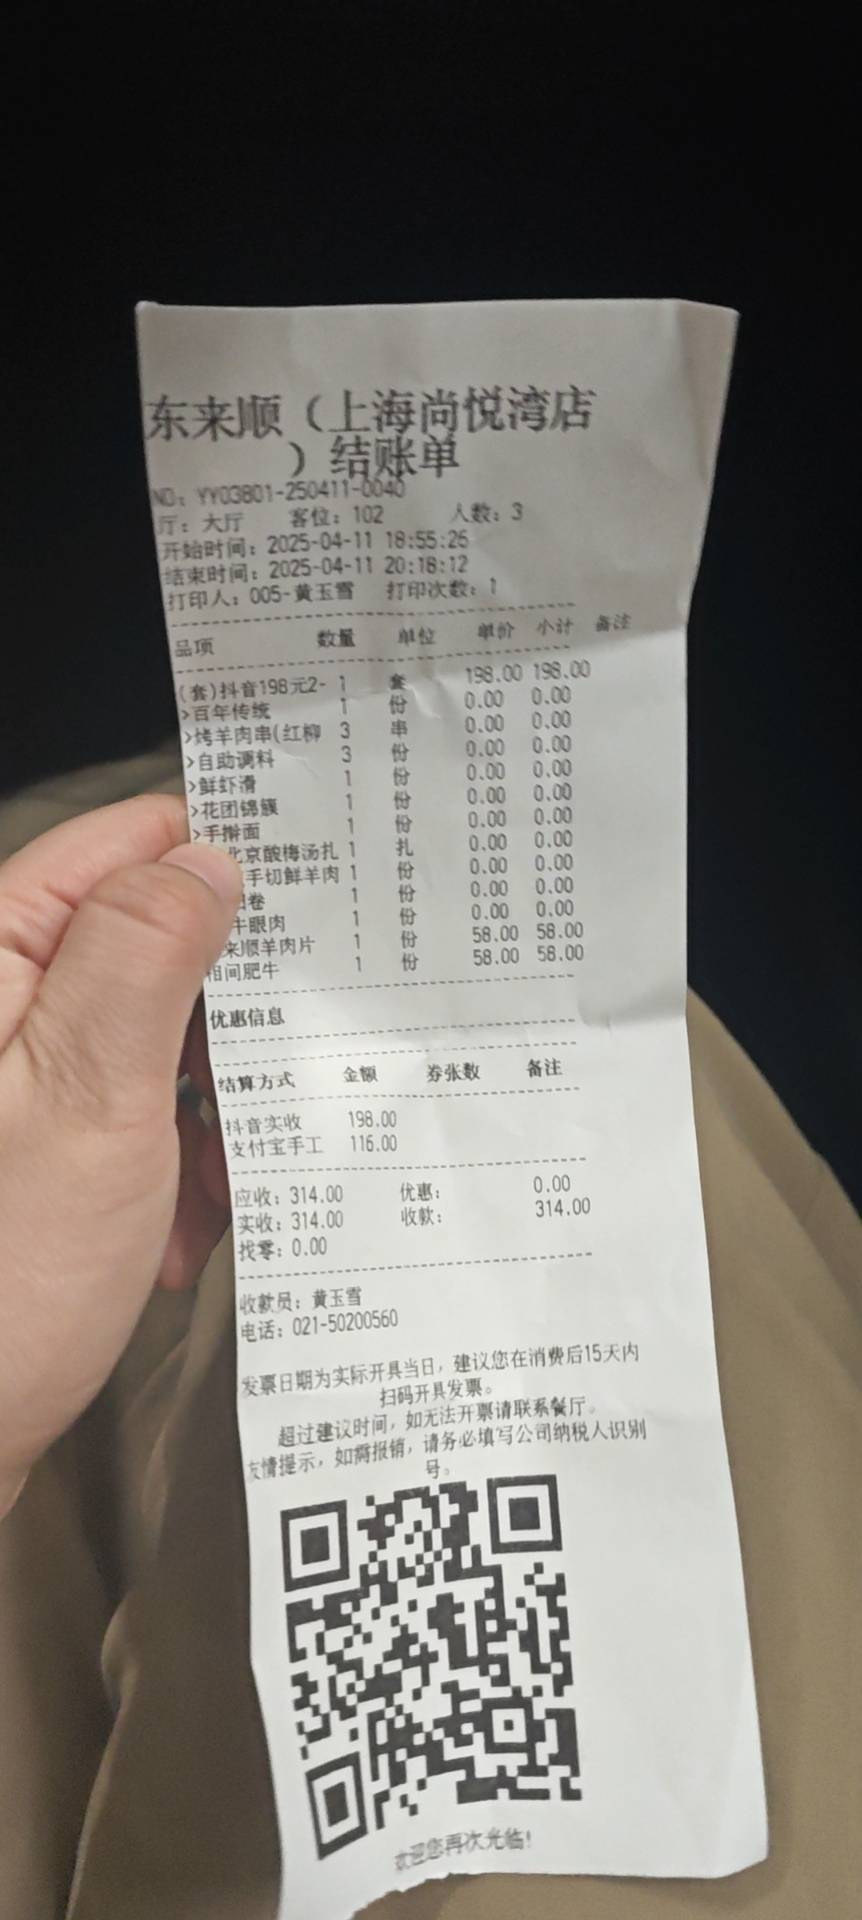 东来顺（上海尚悦湾店
）结账单
NO: YY03801-250411-0040
厅: 大厅 客位: 102 人数: 3
开始时间: 2025-04-11 18:55:26
结束时间: 2025-04-11 20:18:12
打印人: 005-黄玉雪 打印次数: 1
品项 数量 单位 单价 小计 备注
(套)抖音198元2- 1 套 198.00 198.00
>百年传统 1 份 0.00 0.00
>烤羊肉串(红柳 3 串 0.00 0.00
>自助调料 3 份 0.00 0.00
>鲜虾滑 1 份 0.00 0.00
>花团锦簇 1 份 0.00 0.00
>手擀面 1 份 0.00 0.00
北京酸梅汤扎 1 扎 0.00 0.00
手切鲜羊肉 1 份 0.00 0.00
卷 1 份 0.00 0.00
牛眼肉 1 份 0.00 0.00
来顺羊肉片 1 份 58.00 58.00
相间肥牛 1 份 58.00 58.00
优惠信息
结算方式 金额 券张数 备注
抖音实收 198.00
支付宝手工 116.00
应收: 314.00 优惠: 0.00
实收: 314.00 收款: 314.00
找零: 0.00
收款员: 黄玉雪
电话: 021-50200560
发票日期为实际开具当日，建议您在消费后15天内
扫码开具发票。
超过建议时间，如无法开票请联系餐厅。
友情提示，如需报销，请务必填写公司纳税人识别
号。
欢迎您再次光临!